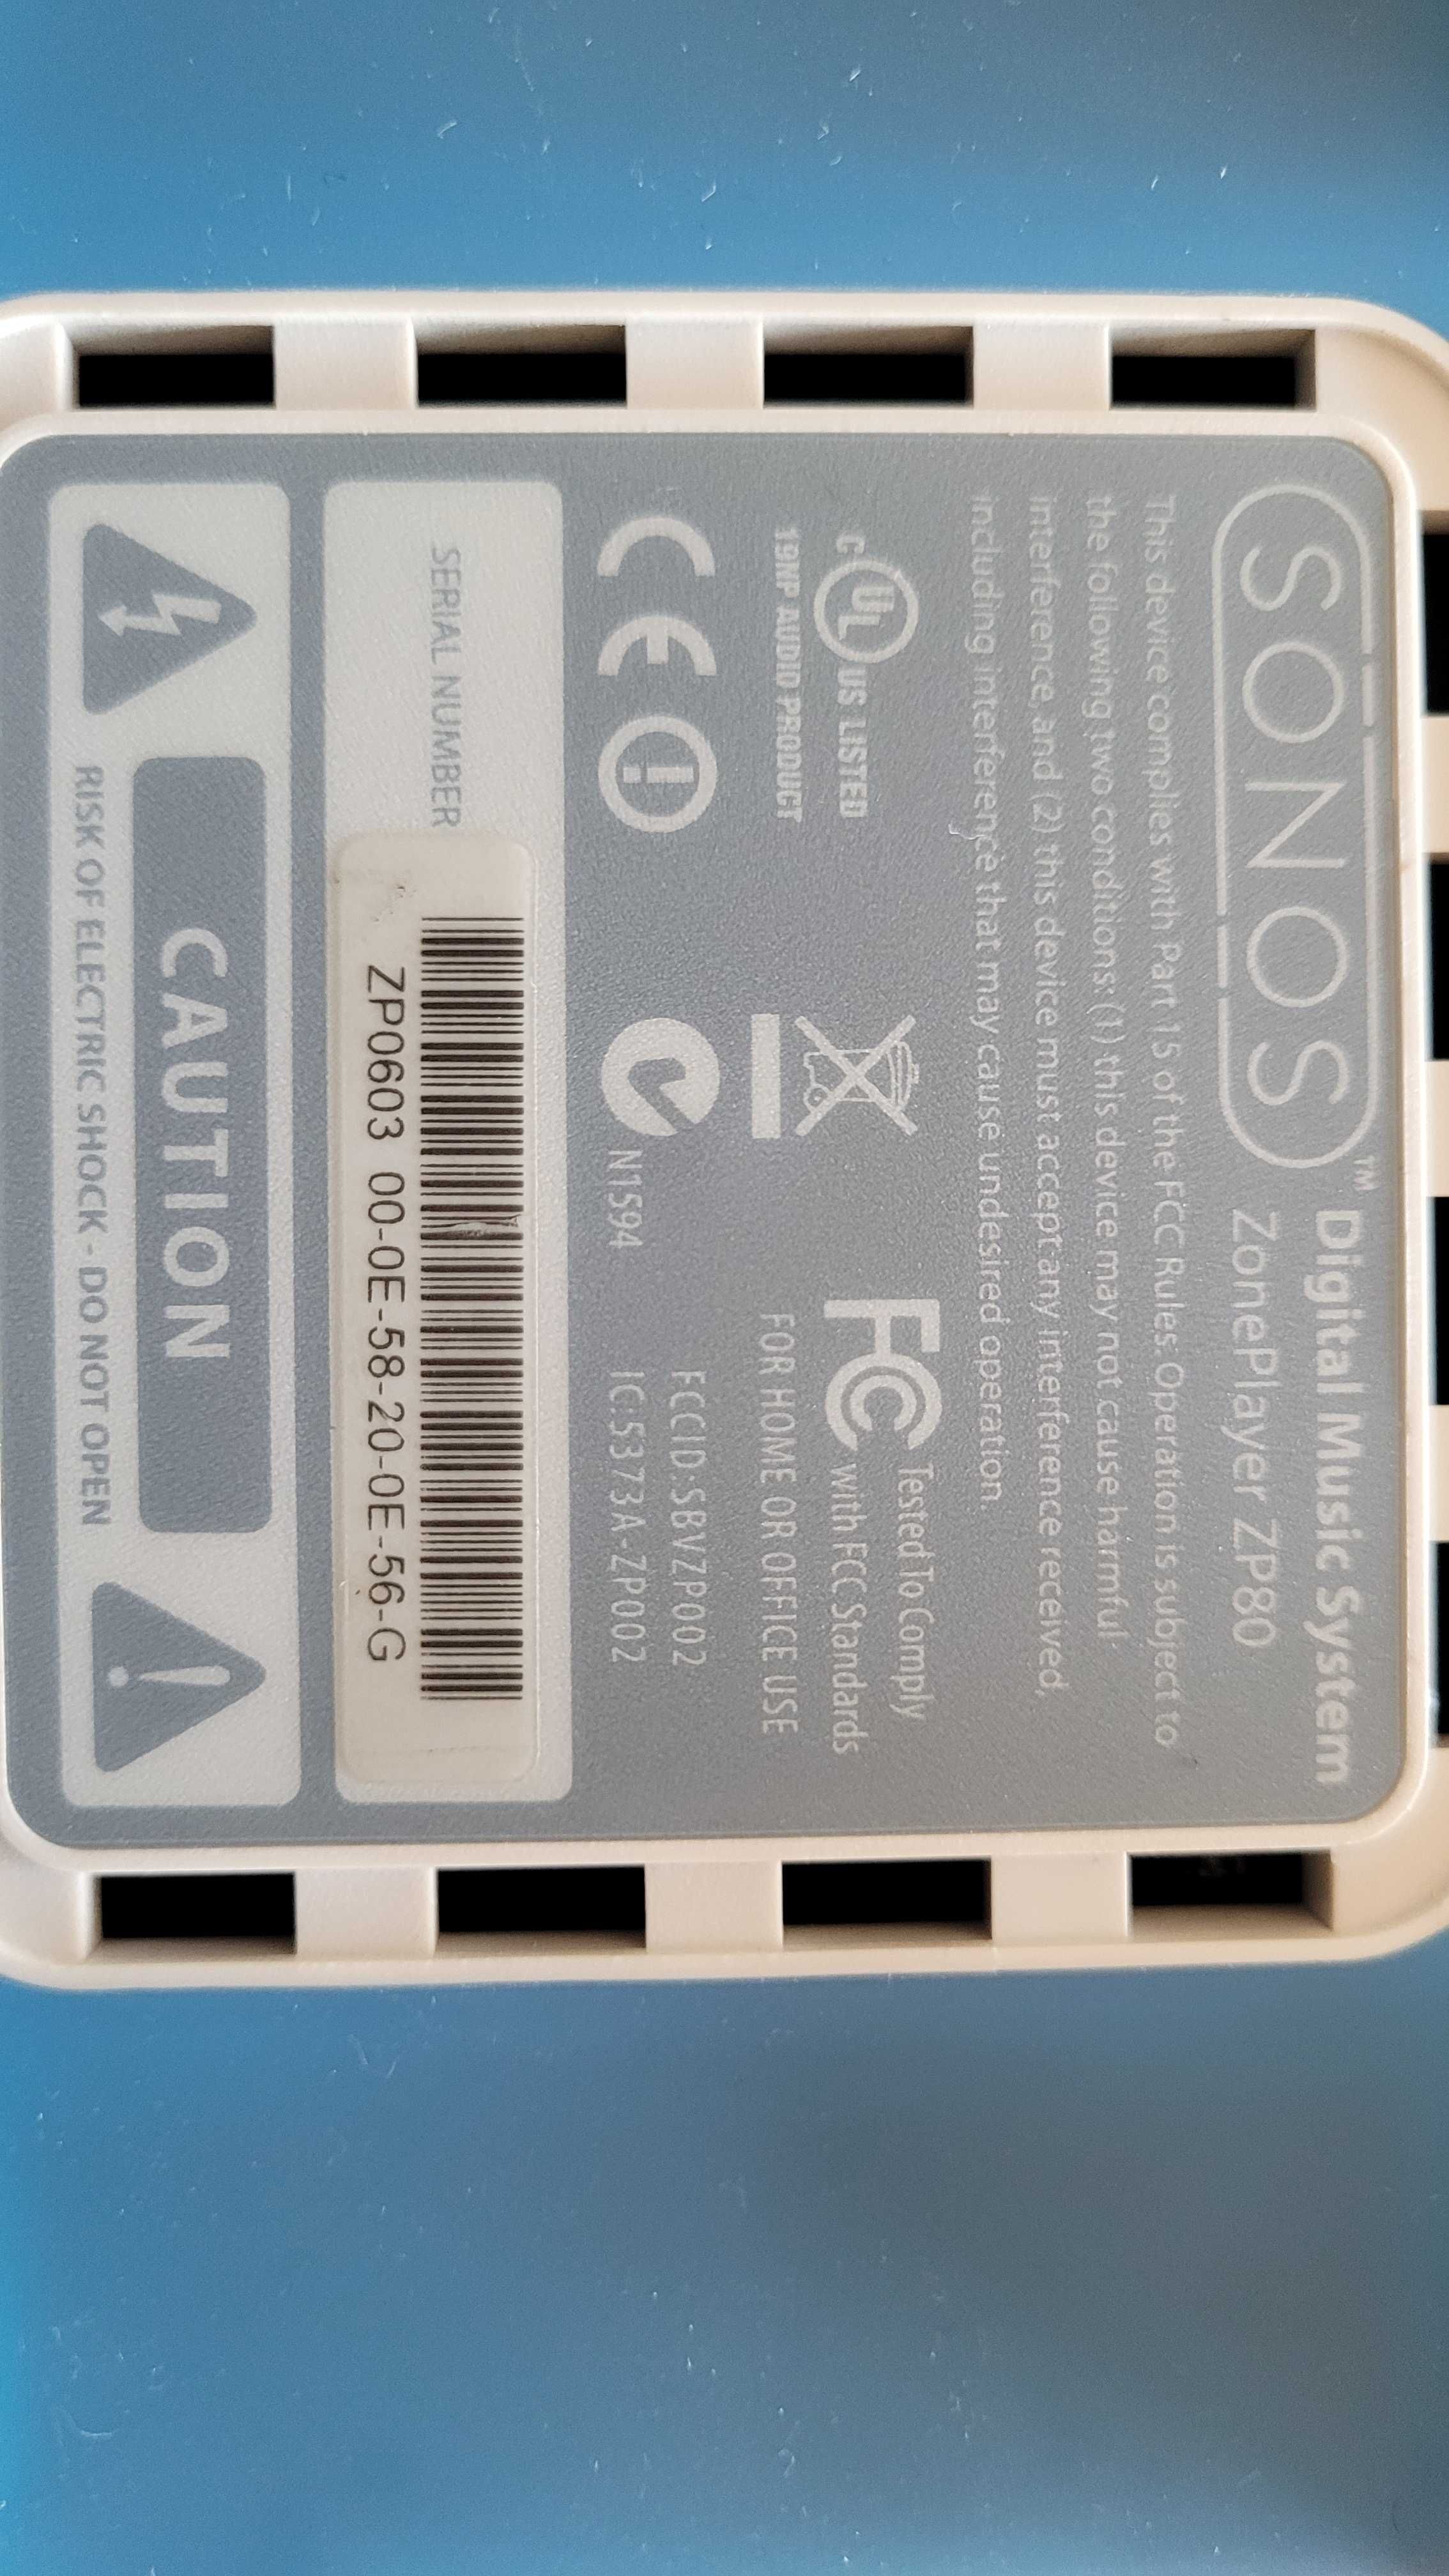 SONOS™
Digital Music System
ZonePlayer ZP80
This device complies with Part 15 of the FCC Rules. Operation is subject to
the following two conditions: (1) this device may not cause harmful
interference, and (2) this device must accept any interference received,
including interference that may cause undesired operation.
C UL US LISTED
19NP AUDIO PRODUCT
FC Tested To Comply
with FCC Standards
FOR HOME OR OFFICE USE
CE
N1594
FCCID:SBVZP002
IC:5373A-ZP002
SERIAL NUMBER
ZP0603 00-0E-58-20-0E-56-G
CAUTION
RISK OF ELECTRIC SHOCK - DO NOT OPEN